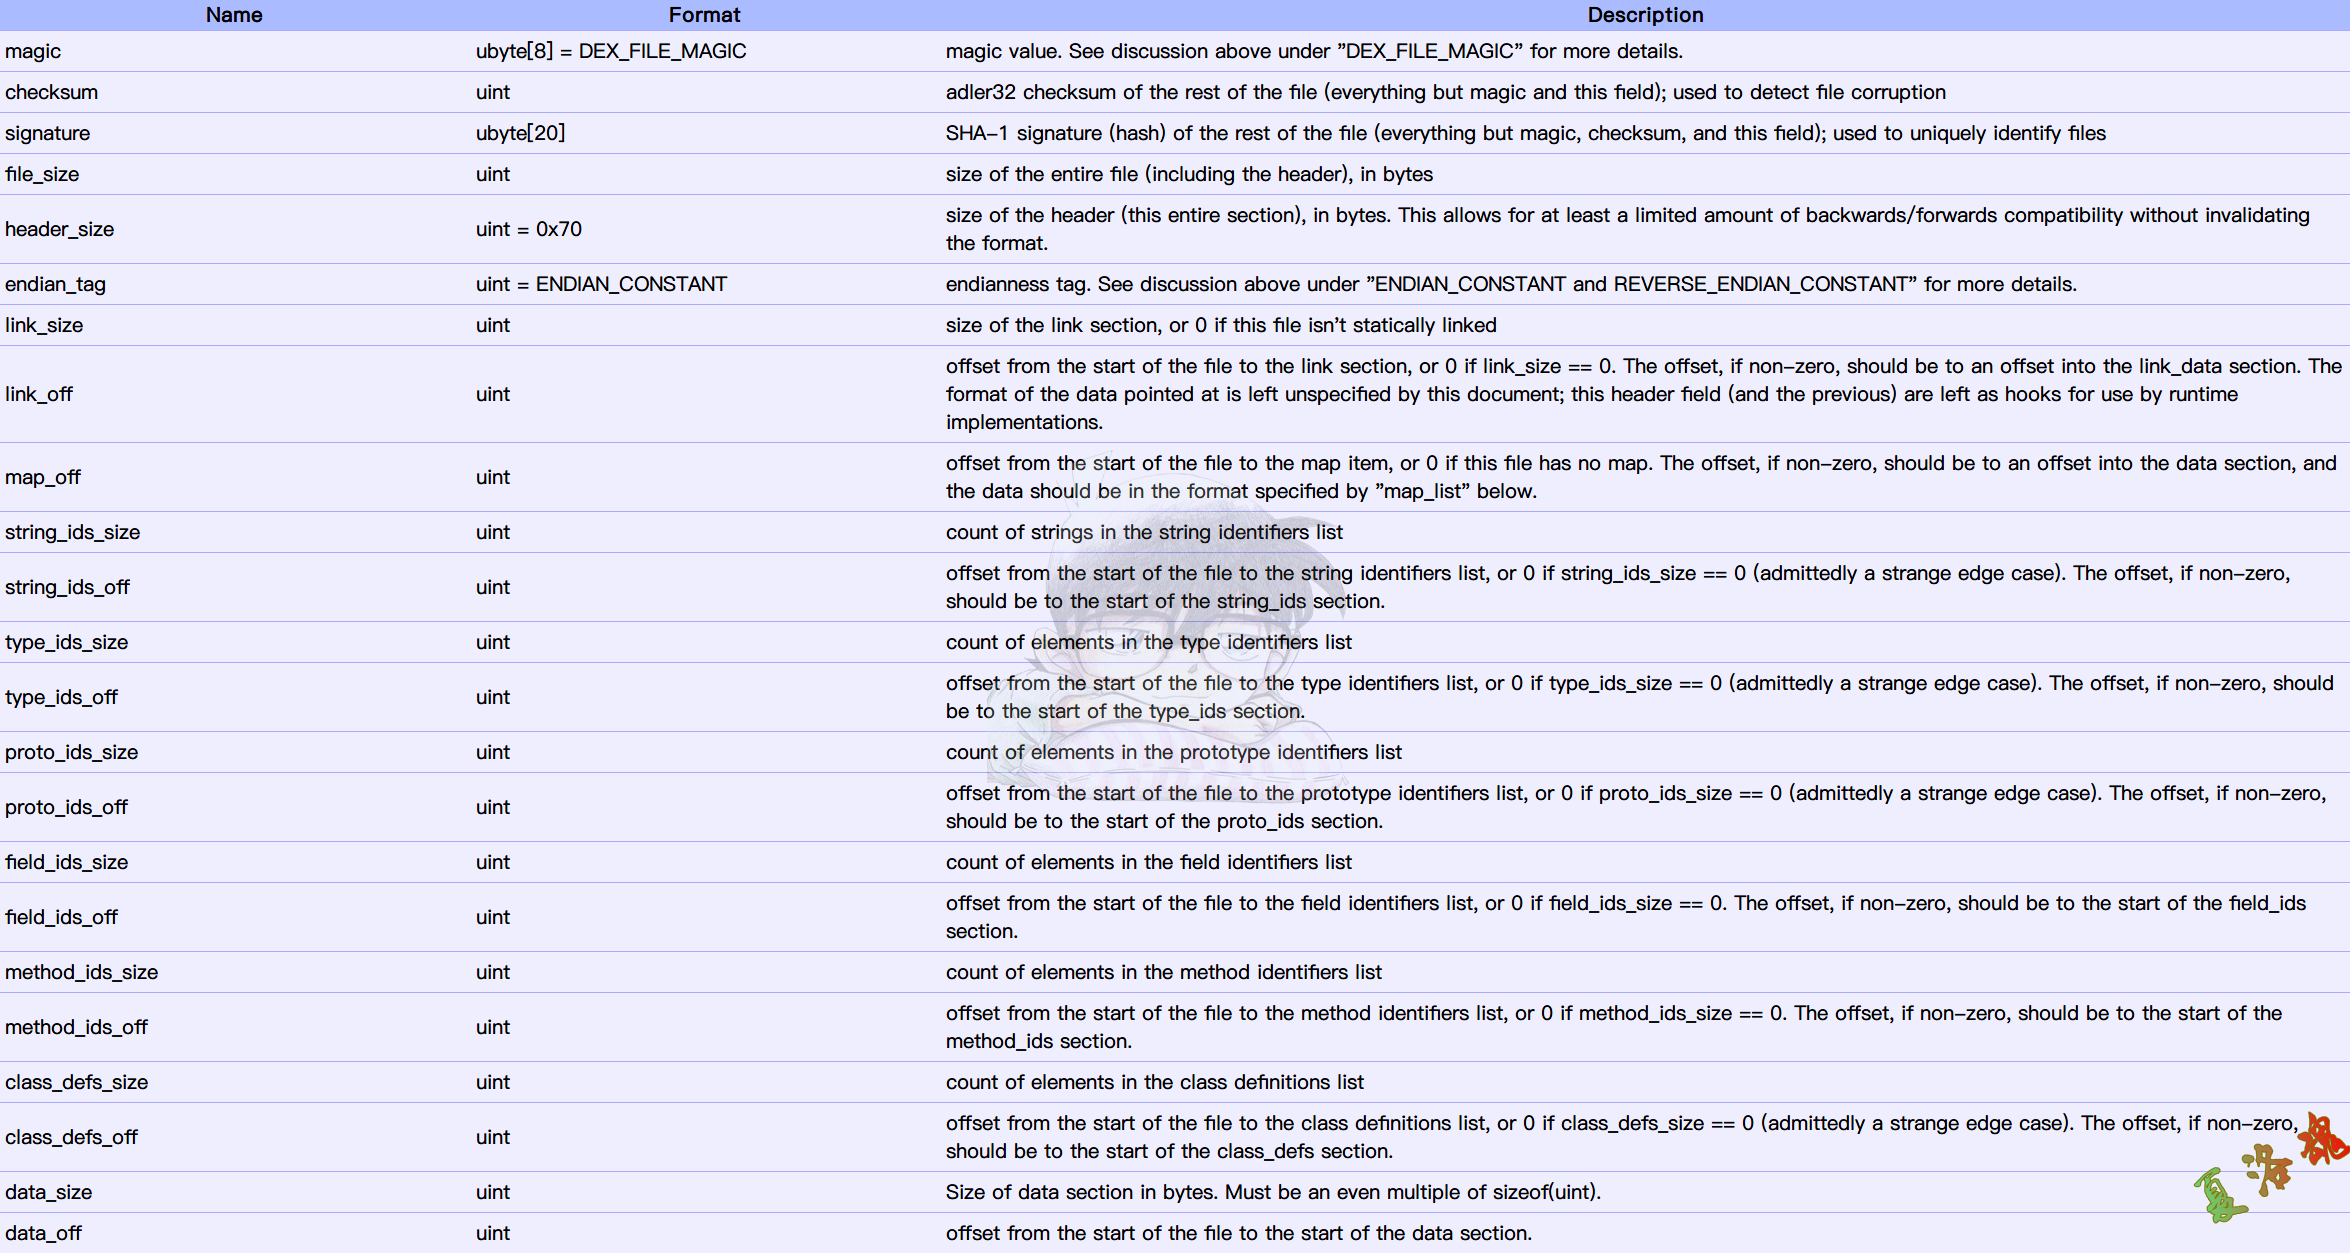 Name Format Description
magic ubyte[8] = DEX_FILE_MAGIC magic value. See discussion above under "DEX_FILE_MAGIC" for more details.
checksum uint adler32 checksum of the rest of the file (everything but magic and this field); used to detect file corruption
signature ubyte[20] SHA-1 signature (hash) of the rest of the file (everything but magic, checksum, and this field); used to uniquely identify files
file_size uint size of the entire file (including the header), in bytes
header_size uint = 0x70 size of the header (this entire section), in bytes. This allows for at least a limited amount of backwards/forwards compatibility without invalidating
the format.
endian_tag uint = ENDIAN_CONSTANT endianness tag. See discussion above under "ENDIAN_CONSTANT and REVERSE_ENDIAN_CONSTANT" for more details.
link_size uint size of the link section, or 0 if this file isn't statically linked
link_off uint offset from the start of the file to the link section, or 0 if link_size == 0. The offset, if non-zero, should be to an offset into the link_data section. The
format of the data pointed at is left unspecified by this document; this header field (and the previous) are left as hooks for use by runtime
implementations.
map_off uint offset from the start of the file to the map item, or 0 if this file has no map. The offset, if non-zero, should be to an offset into the data section, and
the data should be in the format specified by "map_list" below.
string_ids_size uint count of strings in the string identifiers list
string_ids_off uint offset from the start of the file to the string identifiers list, or 0 if string_ids_size == 0 (admittedly a strange edge case). The offset, if non-zero,
should be to the start of the string_ids section.
type_ids_size uint count of elements in the type identifiers list
type_ids_off uint offset from the start of the file to the type identifiers list, or 0 if type_ids_size == 0 (admittedly a strange edge case). The offset, if non-zero, should
be to the start of the type_ids section.
proto_ids_size uint count of elements in the prototype identifiers list
proto_ids_off uint offset from the start of the file to the prototype identifiers list, or 0 if proto_ids_size == 0 (admittedly a strange edge case). The offset, if non-zero,
should be to the start of the proto_ids section.
field_ids_size uint count of elements in the field identifiers list
field_ids_off uint offset from the start of the file to the field identifiers list, or 0 if field_ids_size == 0. The offset, if non-zero, should be to the start of the field_ids
section.
method_ids_size uint count of elements in the method identifiers list
method_ids_off uint offset from the start of the file to the method identifiers list, or 0 if method_ids_size == 0. The offset, if non-zero, should be to the start of the
method_ids section.
class_defs_size uint count of elements in the class definitions list
class_defs_off uint offset from the start of the file to the class definitions list, or 0 if class_defs_size == 0 (admittedly a strange edge case). The offset, if non-zero,
should be to the start of the class_defs section.
data_size uint Size of data section in bytes. Must be an even multiple of sizeof(uint).
data_off uint offset from the start of the file to the start of the data section.